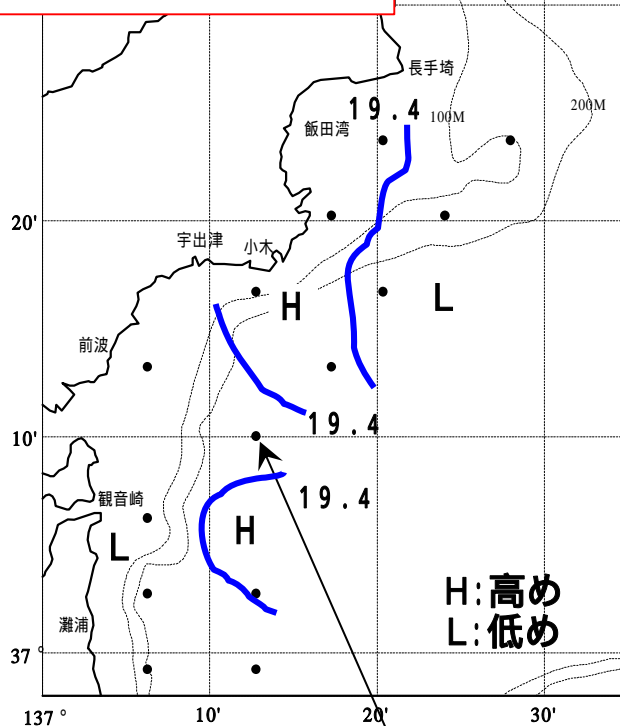 長手埼
19.4
100M
200M
飯田湾
20'
宇出津
小木
H
L
前波
19.4
10'
観音崎
19.4
H
L
H:高め
L:低め
灘浦
37°
137° 10' 20' 30'